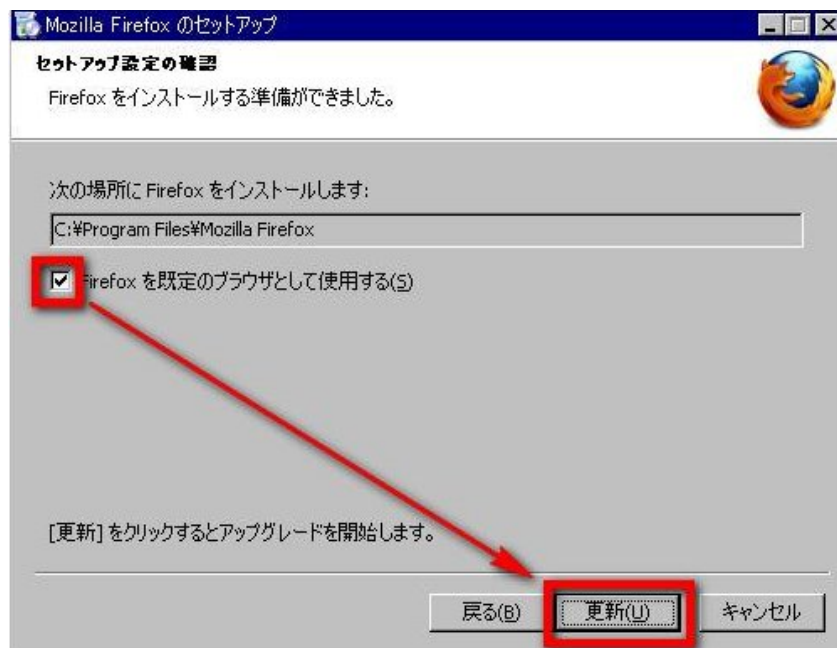 Mozilla Firefox のセットアップ
セットアップ設定の確認
Firefox をインストールする準備ができました。
次の場所に Firefox をインストールします:
C:¥Program Files¥Mozilla Firefox
Firefox を既定のブラウザとして使用する(S)
[更新] をクリックするとアップグレードを開始します。
戻る(B) 更新(U) キャンセル